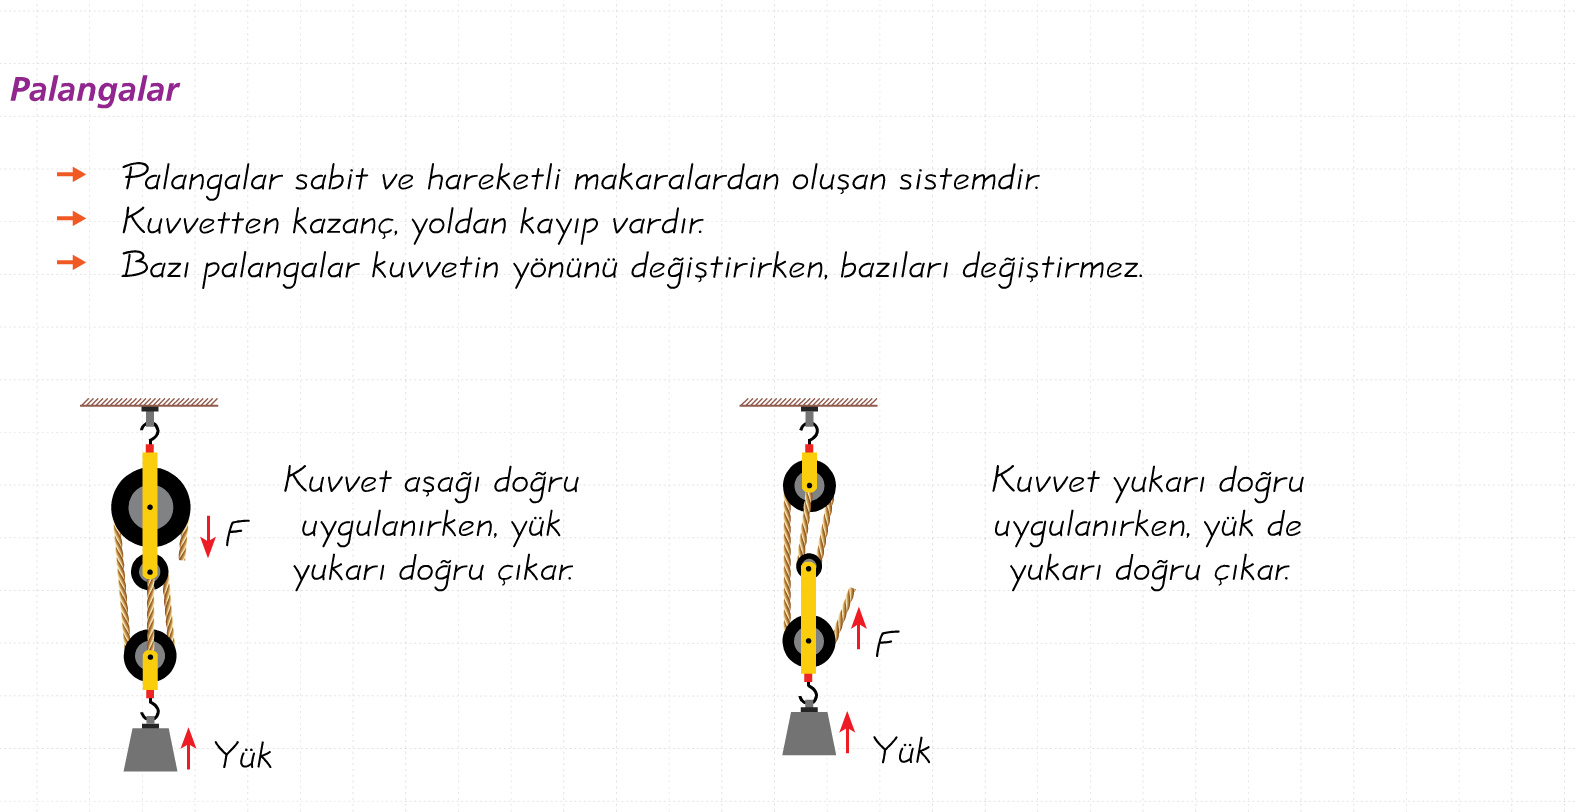 Palangalar
Palangalar sabit ve hareketli makaralardan oluşan sistemdir.
Kuvvetten kazanç, yoldan kayıp vardır.
Bazı palangalar kuvvetin yönünü değiştirirken, bazıları değiştirmez.
Kuvvet aşağı doğru
uygulanırken, yük
yukarı doğru çıkar.
F
Yük
Kuvvet yukarı doğru
uygulanırken, yük de
yukarı doğru çıkar.
F
Yük